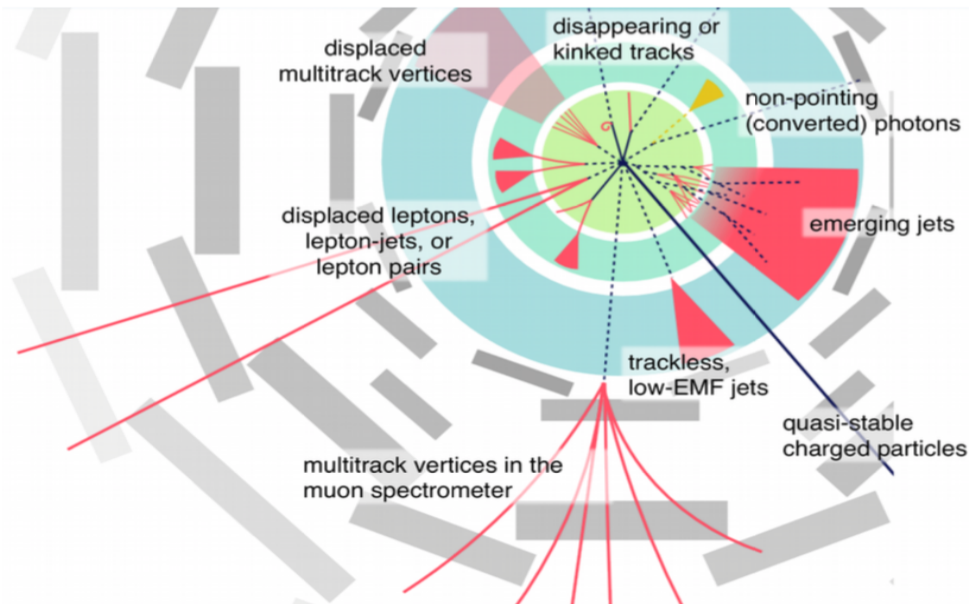 disappearing or
kinked tracks
displaced
multitrack vertices
non-pointing
(converted) photons
displaced leptons,
lepton-jets, or
lepton pairs
emerging jets
trackless,
low-EMF jets
quasi-stable
charged particles
multitrack vertices in the
muon spectrometer